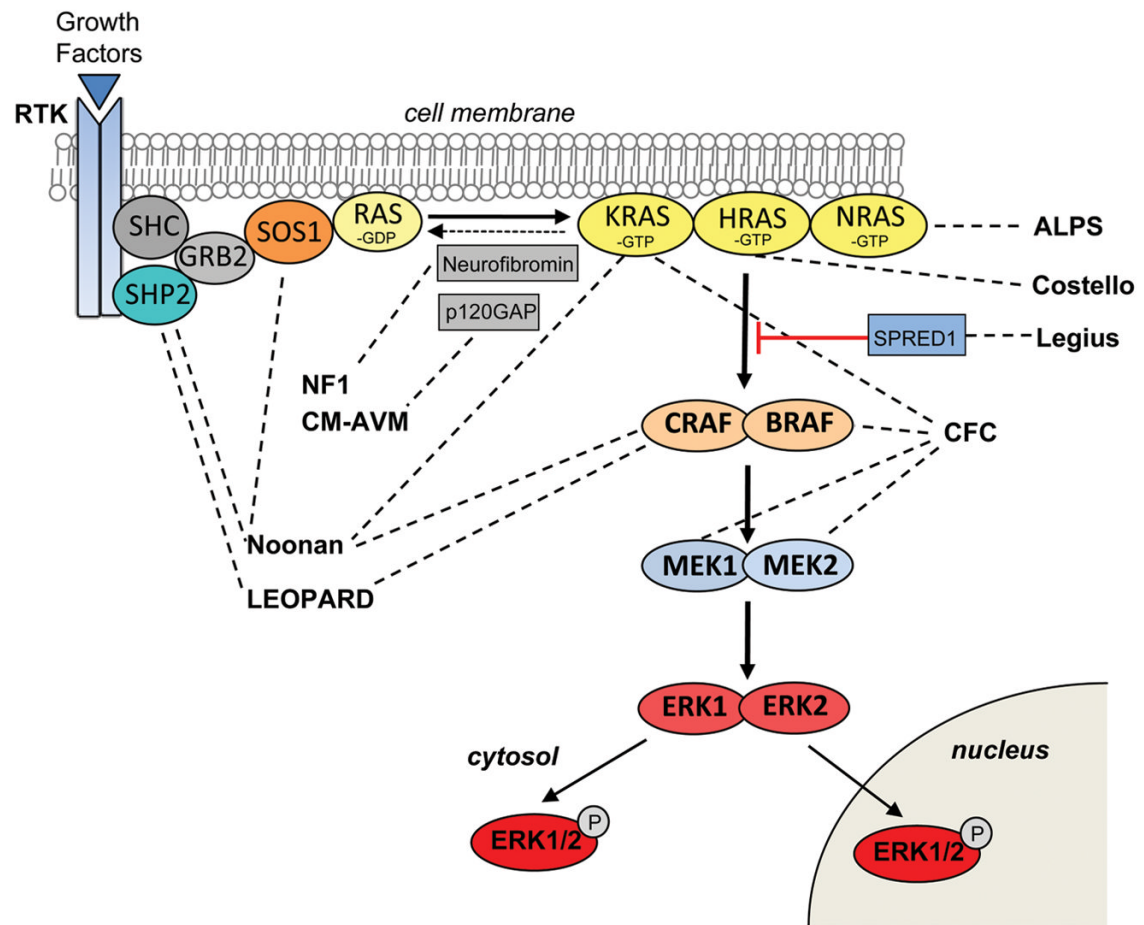 Growth
Factors
RTK
cell membrane
SHC
GRB2
SHP2
SOS1
RAS
-GDP
KRAS
-GTP
HRAS
-GTP
NRAS
-GTP
ALPS
Neurofibromin
p120GAP
Costello
SPRED1
Legius
NF1
CM-AVM
CRAF
BRAF
CFC
Noonan
LEOPARD
MEK1
MEK2
ERK1
ERK2
cytosol
nucleus
ERK1/2
P
ERK1/2
P